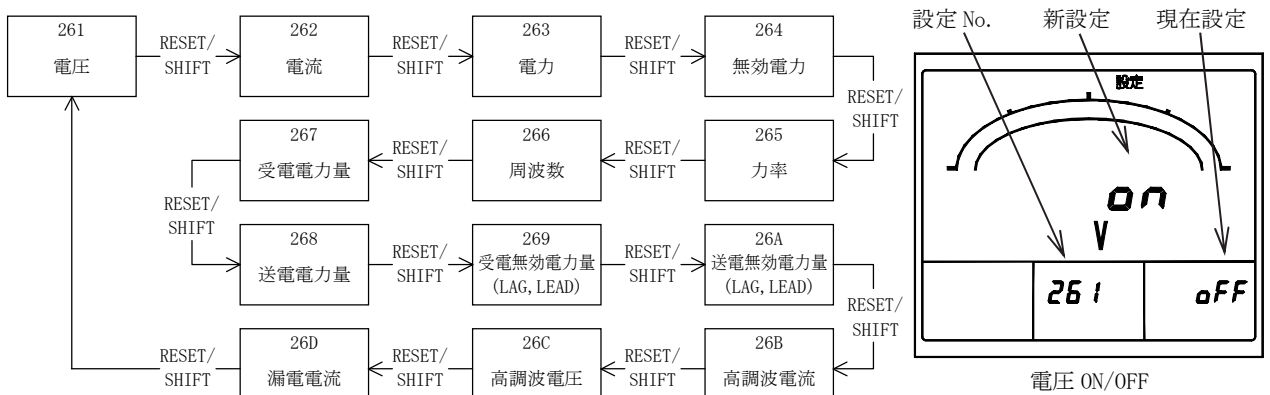 261
電圧
RESET/
SHIFT
262
電流
RESET/
SHIFT
263
電力
RESET/
SHIFT
264
無効電力
RESET/
SHIFT
265
力率
RESET/
SHIFT
266
周波数
RESET/
SHIFT
267
受電電力量
RESET/
SHIFT
268
送電電力量
RESET/
SHIFT
269
受電無効電力量
(LAG,LEAD)
RESET/
SHIFT
26A
送電無効電力量
(LAG,LEAD)
RESET/
SHIFT
26B
高調波電流
RESET/
SHIFT
26C
高調波電圧
RESET/
SHIFT
26D
漏電電流
RESET/
SHIFT
設定 No.
新設定
現在設定
設定
on
V
261
oFF
電圧 ON/OFF